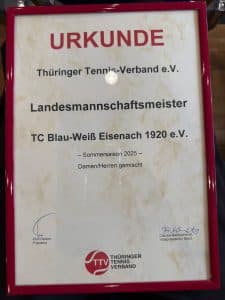 URKUNDE
Thüringer Tennis-Verband e.V.
Landesmannschaftsmeister
TC Blau-Weiß Eisenach 1920 e.V.
– Sommersaison 2025 –
Damen/Herren gemischt
TTV
THÜRINGER
TENNIS
VERBAND